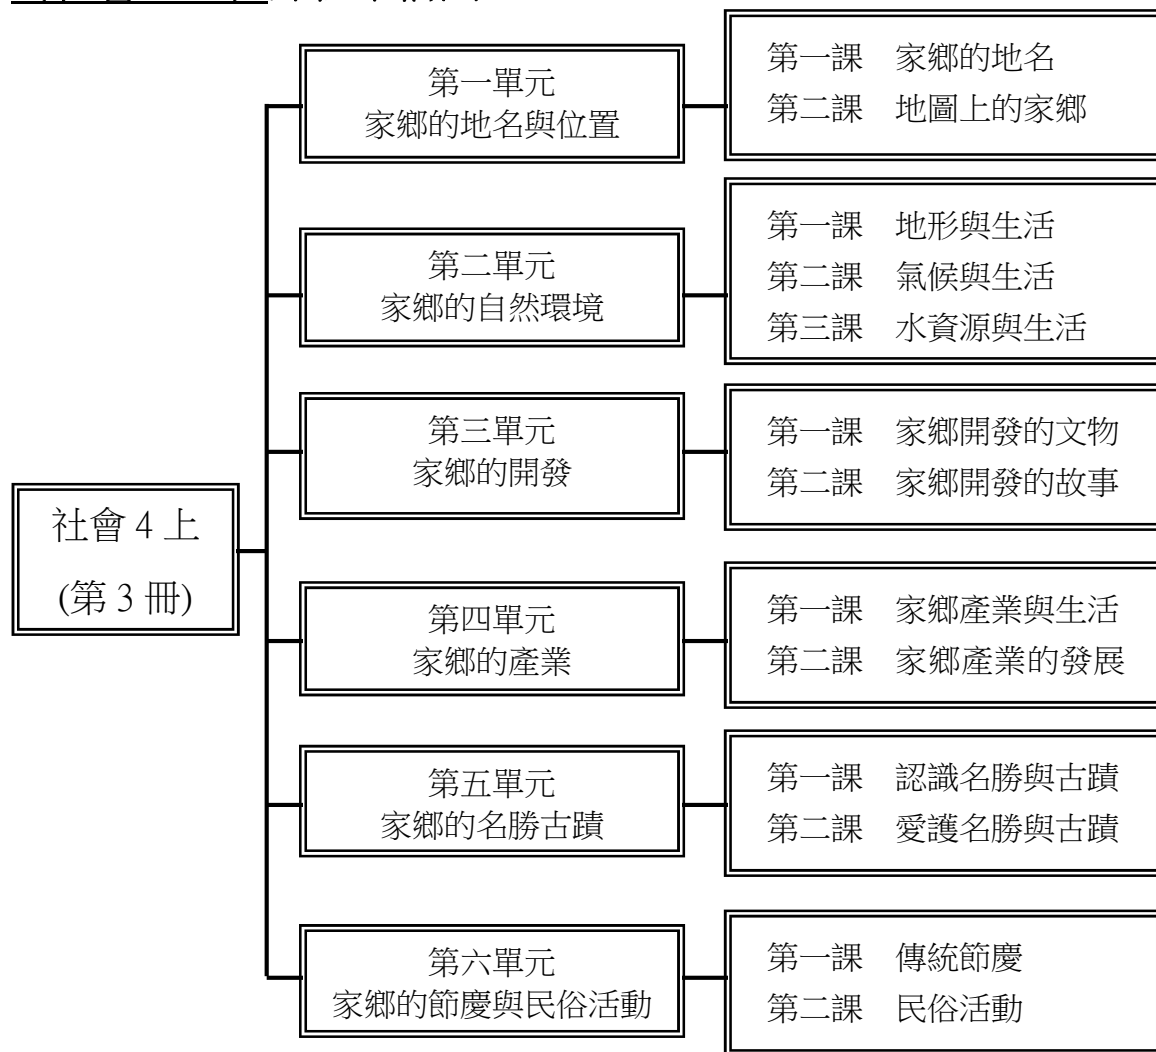 社會 4 上
(第 3 冊)
第一單元
家鄉的地名與位置
第一課　家鄉的地名
第二課　地圖上的家鄉
第二單元
家鄉的自然環境
第一課　地形與生活
第二課　氣候與生活
第三課　水資源與生活
第三單元
家鄉的開發
第一課　家鄉開發的文物
第二課　家鄉開發的故事
第四單元
家鄉的產業
第一課　家鄉產業與生活
第二課　家鄉產業的發展
第五單元
家鄉的名勝古蹟
第一課　認識名勝與古蹟
第二課　愛護名勝與古蹟
第六單元
家鄉的節慶與民俗活動
第一課　傳統節慶
第二課　民俗活動